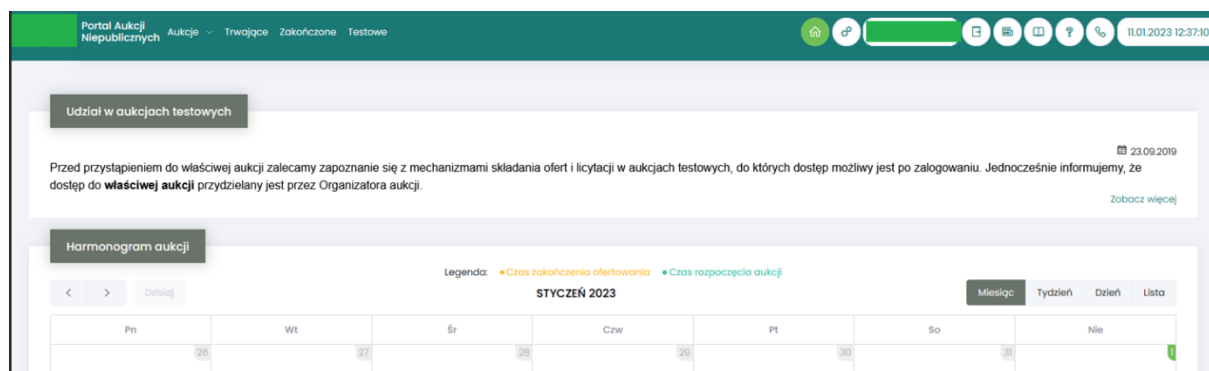 Portal Aukcji
Niepublicznych
Aukcje Trwające Zakończone Testowe
11.01.2023 12:37:10
Udział w aukcjach testowych
23.09.2019
Przed przystąpieniem do właściwej aukcji zalecamy zapoznanie się z mechanizmami składania ofert i licytacji w aukcjach testowych, do których dostęp możliwy jest po zalogowaniu. Jednocześnie informujemy, że
dostęp do właściwej aukcji przydzielany jest przez Organizatora aukcji.
Zobacz więcej
Harmonogram aukcji
Legenda: Czas zakończenia ofertowania Czas rozpoczęcia aukcji
< > Dzisiaj STYCZEŃ 2023 Miesiąc Tydzień Dzień Lista
Pn Wt Śr Czw Pt So Nie
26 27 28 29 30 31 1